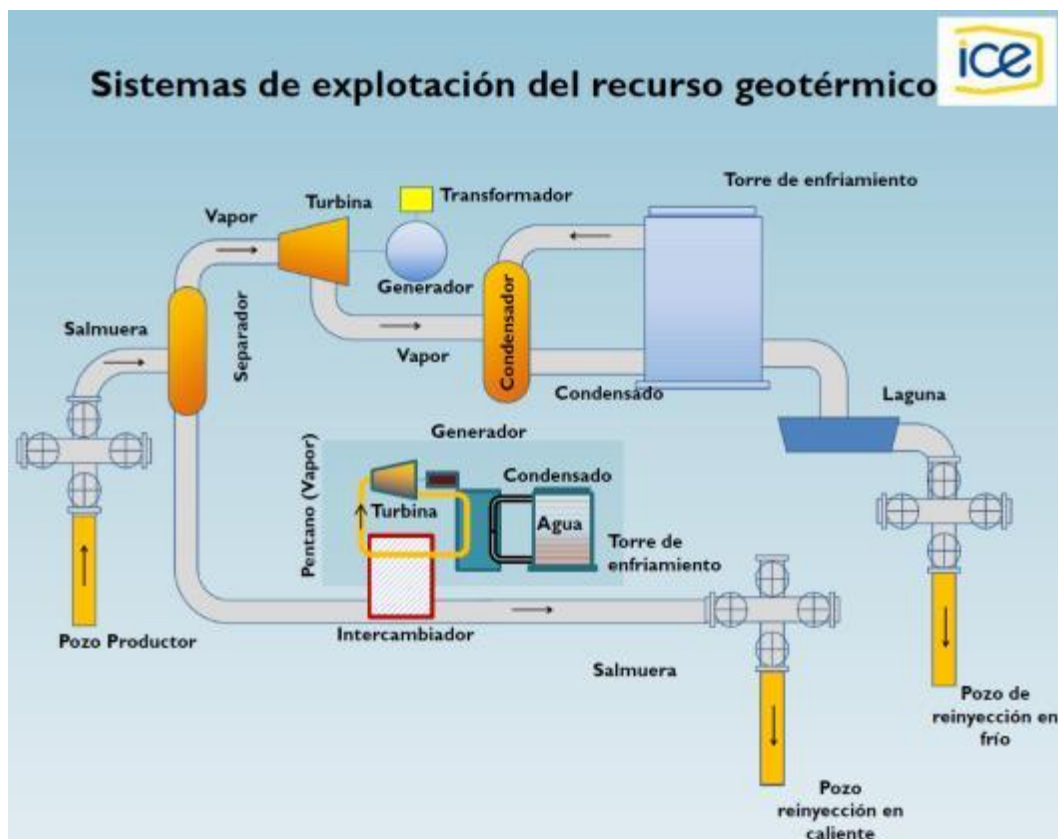 ice
Sistemas de explotación del recurso geotérmico
Torre de enfriamiento
Transformador
Turbina
Vapor
Generador
Separador
Condensador
Salmuera
Vapor
Condensado
Laguna
Generador
Pentano (Vapor)
Condensado
Turbina
Agua
Torre de
enfriamiento
Pozo Productor
Intercambiador
Salmuera
Pozo de
reinyección en
frío
Pozo
reinyección en
caliente